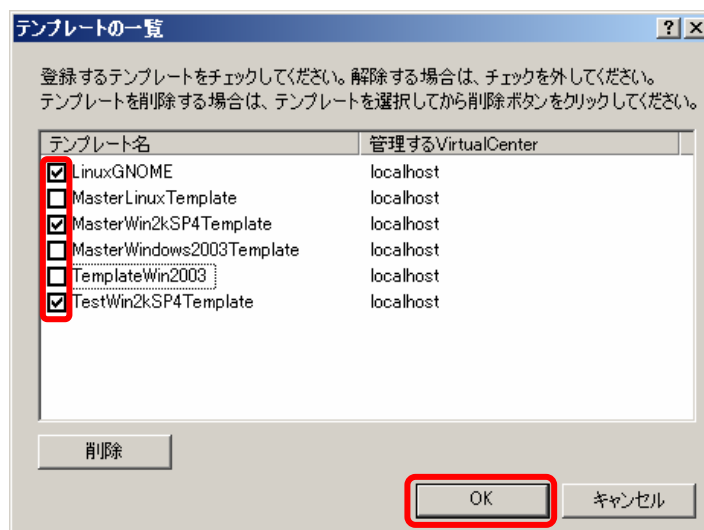 テンプレートの一覧
登録するテンプレートをチェックしてください。解除する場合は、チェックを外してください。
テンプレートを削除する場合は、テンプレートを選択してから削除ボタンをクリックしてください。
テンプレート名 管理するVirtualCenter
LinuxGNOME localhost
MasterLinuxTemplate localhost
MasterWin2kSP4Template localhost
MasterWindows2003Template localhost
TemplateWin2003 localhost
TestWin2kSP4Template localhost
削除
OK キャンセル